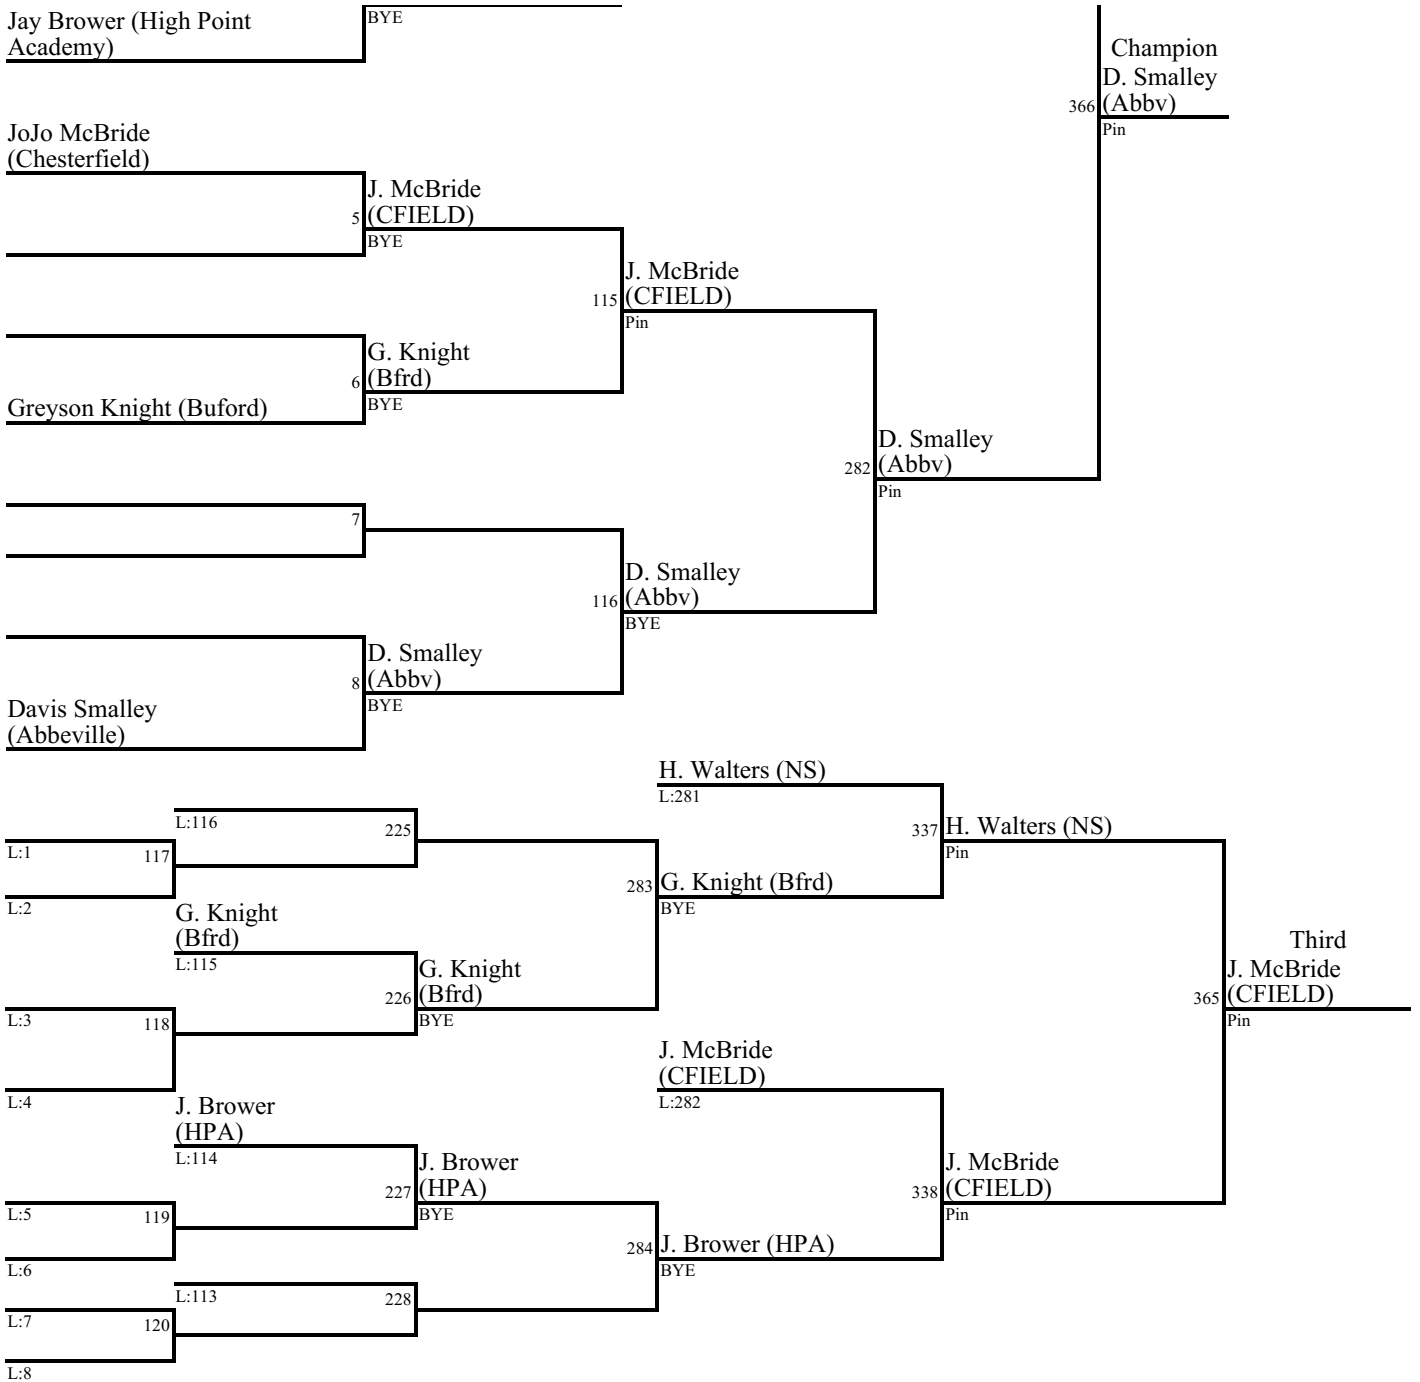 Jay Brower (High Point
Academy)
BYE
Champion
D. Smalley
(Abbv)
366
Pin
JoJo McBride
(Chesterfield)
J. McBride
(CFIELD)
5
BYE
J. McBride
(CFIELD)
115
Pin
G. Knight
(Bfrd)
6
BYE
Greyson Knight (Buford)
D. Smalley
(Abbv)
282
Pin
7
D. Smalley
(Abbv)
116
BYE
D. Smalley
(Abbv)
8
BYE
Davis Smalley
(Abbeville)
H. Walters (NS)
L:281
L:116
225
337
H. Walters (NS)
Pin
L:1
117
283
G. Knight (Bfrd)
BYE
L:2
G. Knight
(Bfrd)
L:115
G. Knight
(Bfrd)
226
BYE
Third
J. McBride
(CFIELD)
365
Pin
L:3
118
J. McBride
(CFIELD)
L:282
L:4
J. Brower
(HPA)
L:114
J. Brower
(HPA)
227
BYE
J. McBride
(CFIELD)
338
Pin
L:5
119
284
J. Brower (HPA)
BYE
L:6
L:113
228
L:7
120
L:8